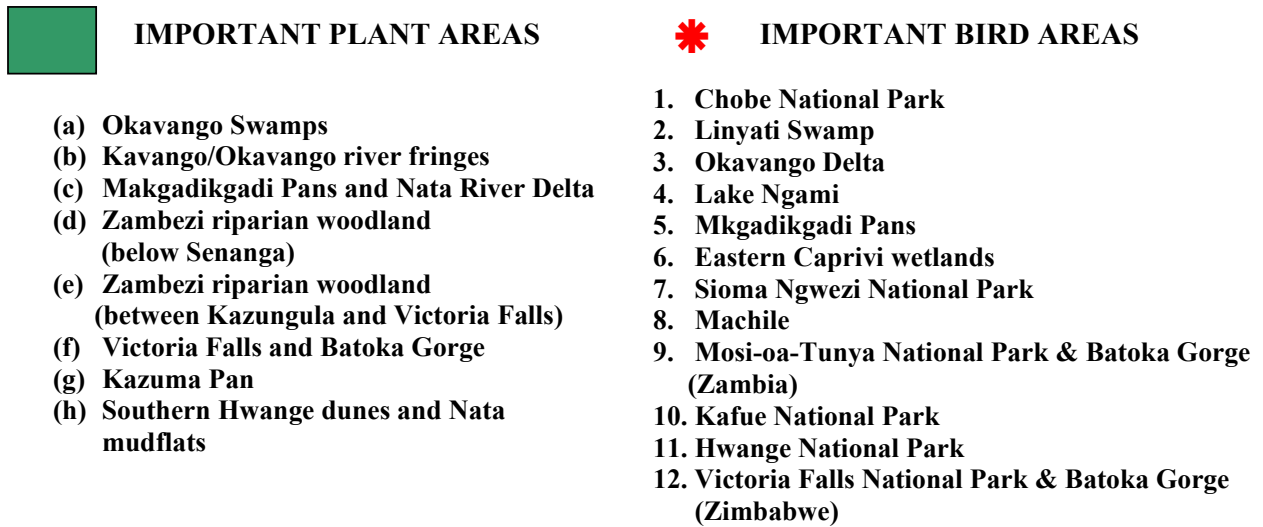 IMPORTANT PLANT AREAS
(a) Okavango Swamps
(b) Kavango/Okavango river fringes
(c) Makgadikgadi Pans and Nata River Delta
(d) Zambezi riparian woodland
(below Senanga)
(e) Zambezi riparian woodland
(between Kazungula and Victoria Falls)
(f) Victoria Falls and Batoka Gorge
(g) Kazuma Pan
(h) Southern Hwange dunes and Nata
mudflats
IMPORTANT BIRD AREAS
1. Chobe National Park
2. Linyati Swamp
3. Okavango Delta
4. Lake Ngami
5. Mkgadikgadi Pans
6. Eastern Caprivi wetlands
7. Sioma Ngwezi National Park
8. Machile
9. Mosi-oa-Tunya National Park & Batoka Gorge
(Zambia)
10. Kafue National Park
11. Hwange National Park
12. Victoria Falls National Park & Batoka Gorge
(Zimbabwe)